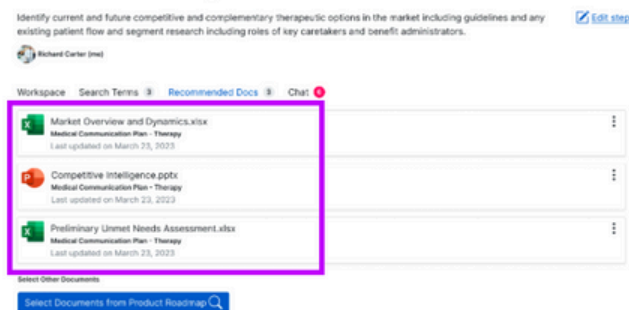 Identify current and future competitive and complementary therapeutic options in the market including guidelines and any
existing patient flow and segment research including roles of key caretakers and benefit administrators.
Edit step
Richard Carter (me)
Workspace Search Terms 3 Recommended Docs 3 Chat
Market Overview and Dynamics.xlsx
Medical Communication Plan - Therapy
Last updated on March 23, 2023
Competitive Intelligence.pptx
Medical Communication Plan - Therapy
Last updated on March 23, 2023
Preliminary Unmet Needs Assessment.xlsx
Medical Communication Plan - Therapy
Last updated on March 23, 2023
Select Other Documents
Select Documents from Product Roadmap